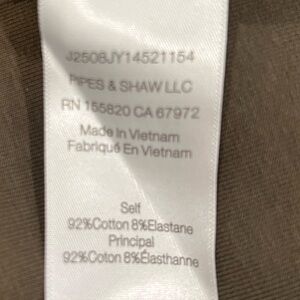 J2508JY14521154
PIPES & SHAW LLC
RN 155820 CA 67972
Made In Vietnam
Fabriqué En Vietnam
Self
92%Cotton 8%Elastane
Principal
92%Coton 8%Élasthanne